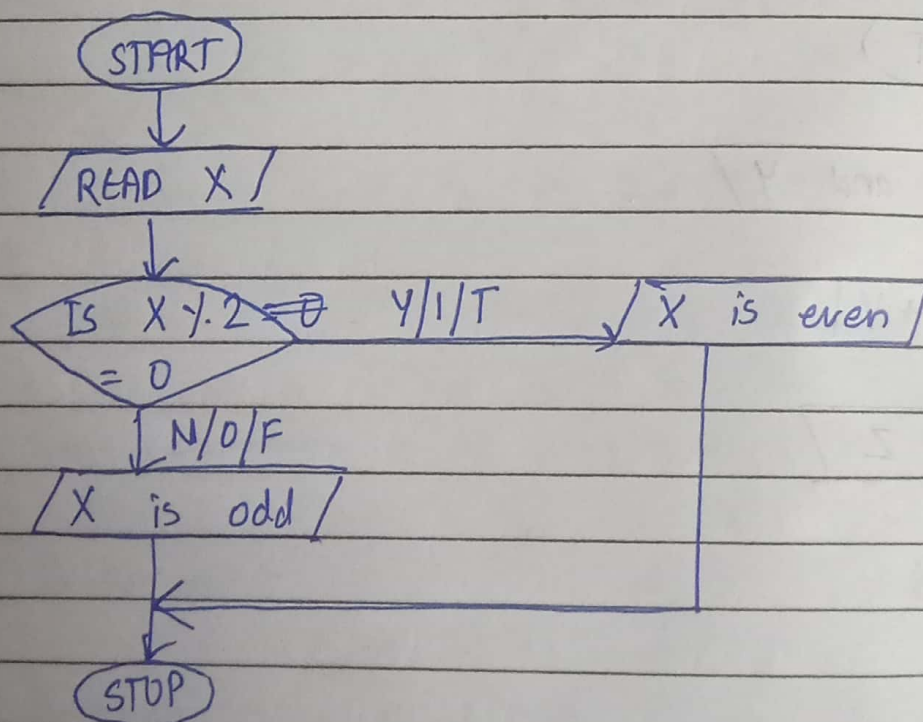 START
READ X
Is X %. 2
= 0
Y/1/T
X is even
N/0/F
X is odd
STOP